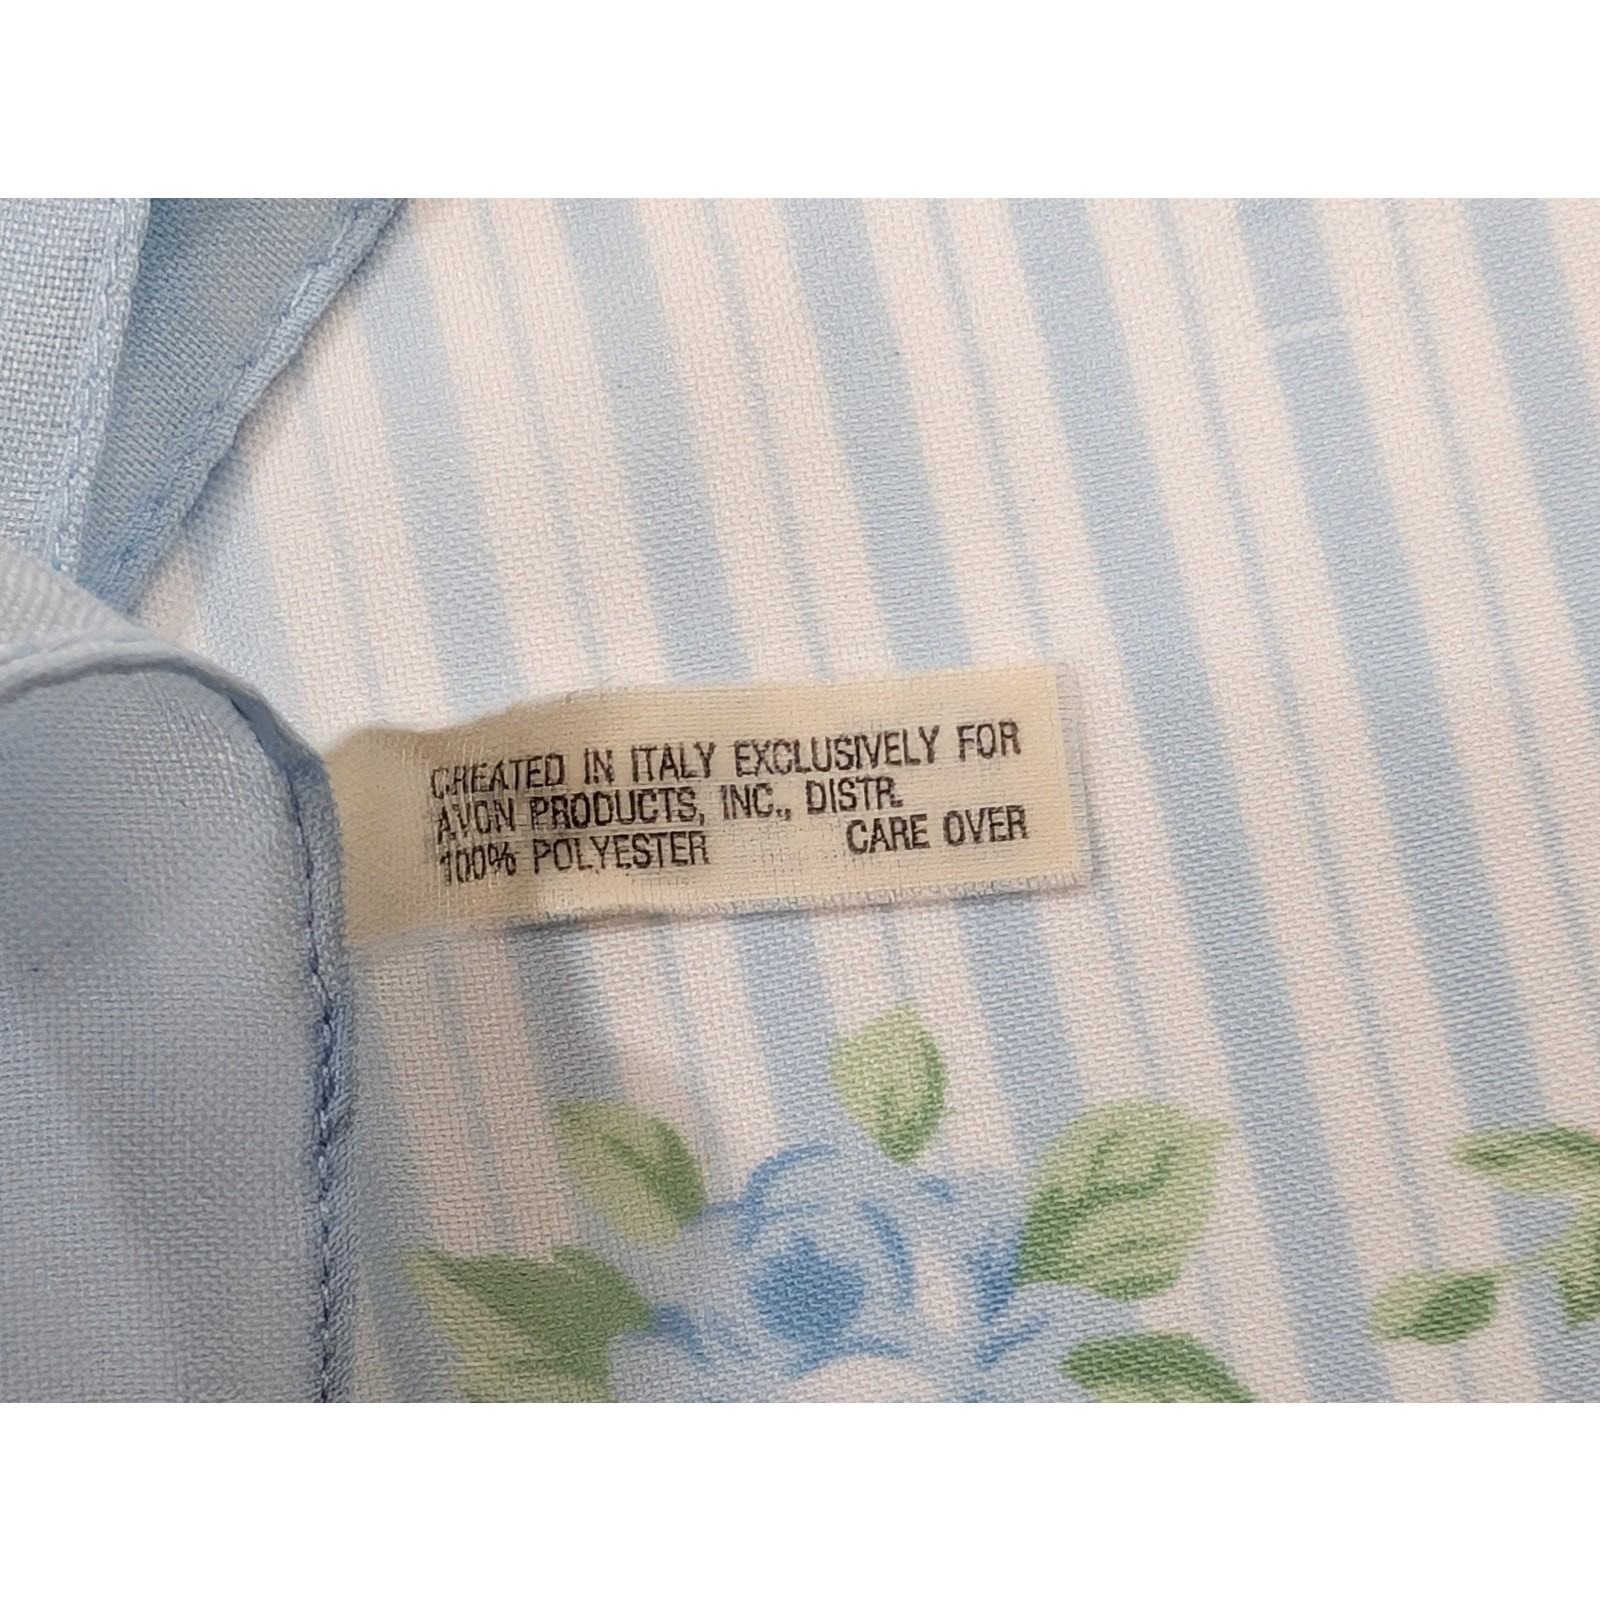 CREATED IN ITALY EXCLUSIVELY FOR
AVON PRODUCTS, INC., DISTR.
100% POLYESTER CARE OVER